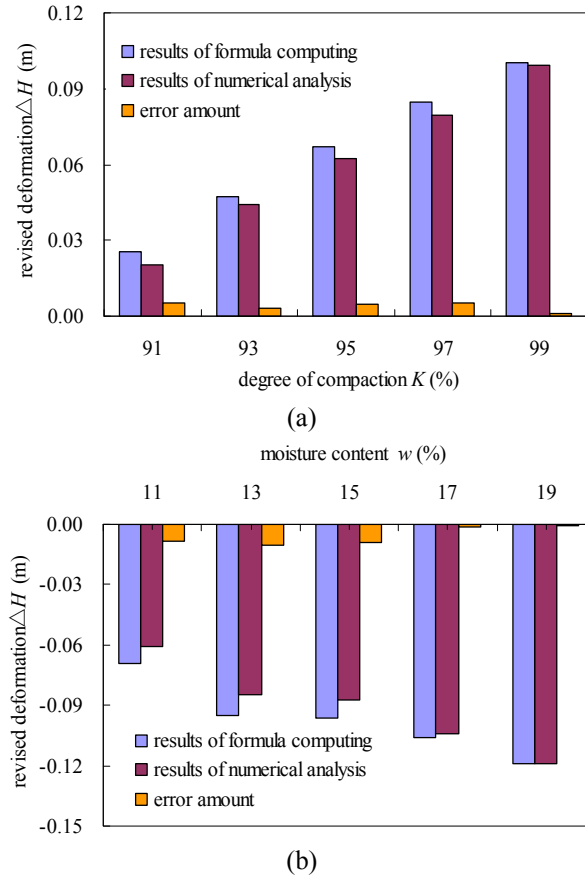 0.12
results of formula computing
results of numerical analysis
error amount
0.09
0.06
0.03
0.00
revised deformation△H (m)
91 93 95 97 99
degree of compaction K (%)
(a)
moisture content w (%)
11 13 15 17 19
0.00
-0.03
-0.06
-0.09
-0.12
-0.15
revised deformation△H (m)
results of formula computing
results of numerical analysis
error amount
(b)